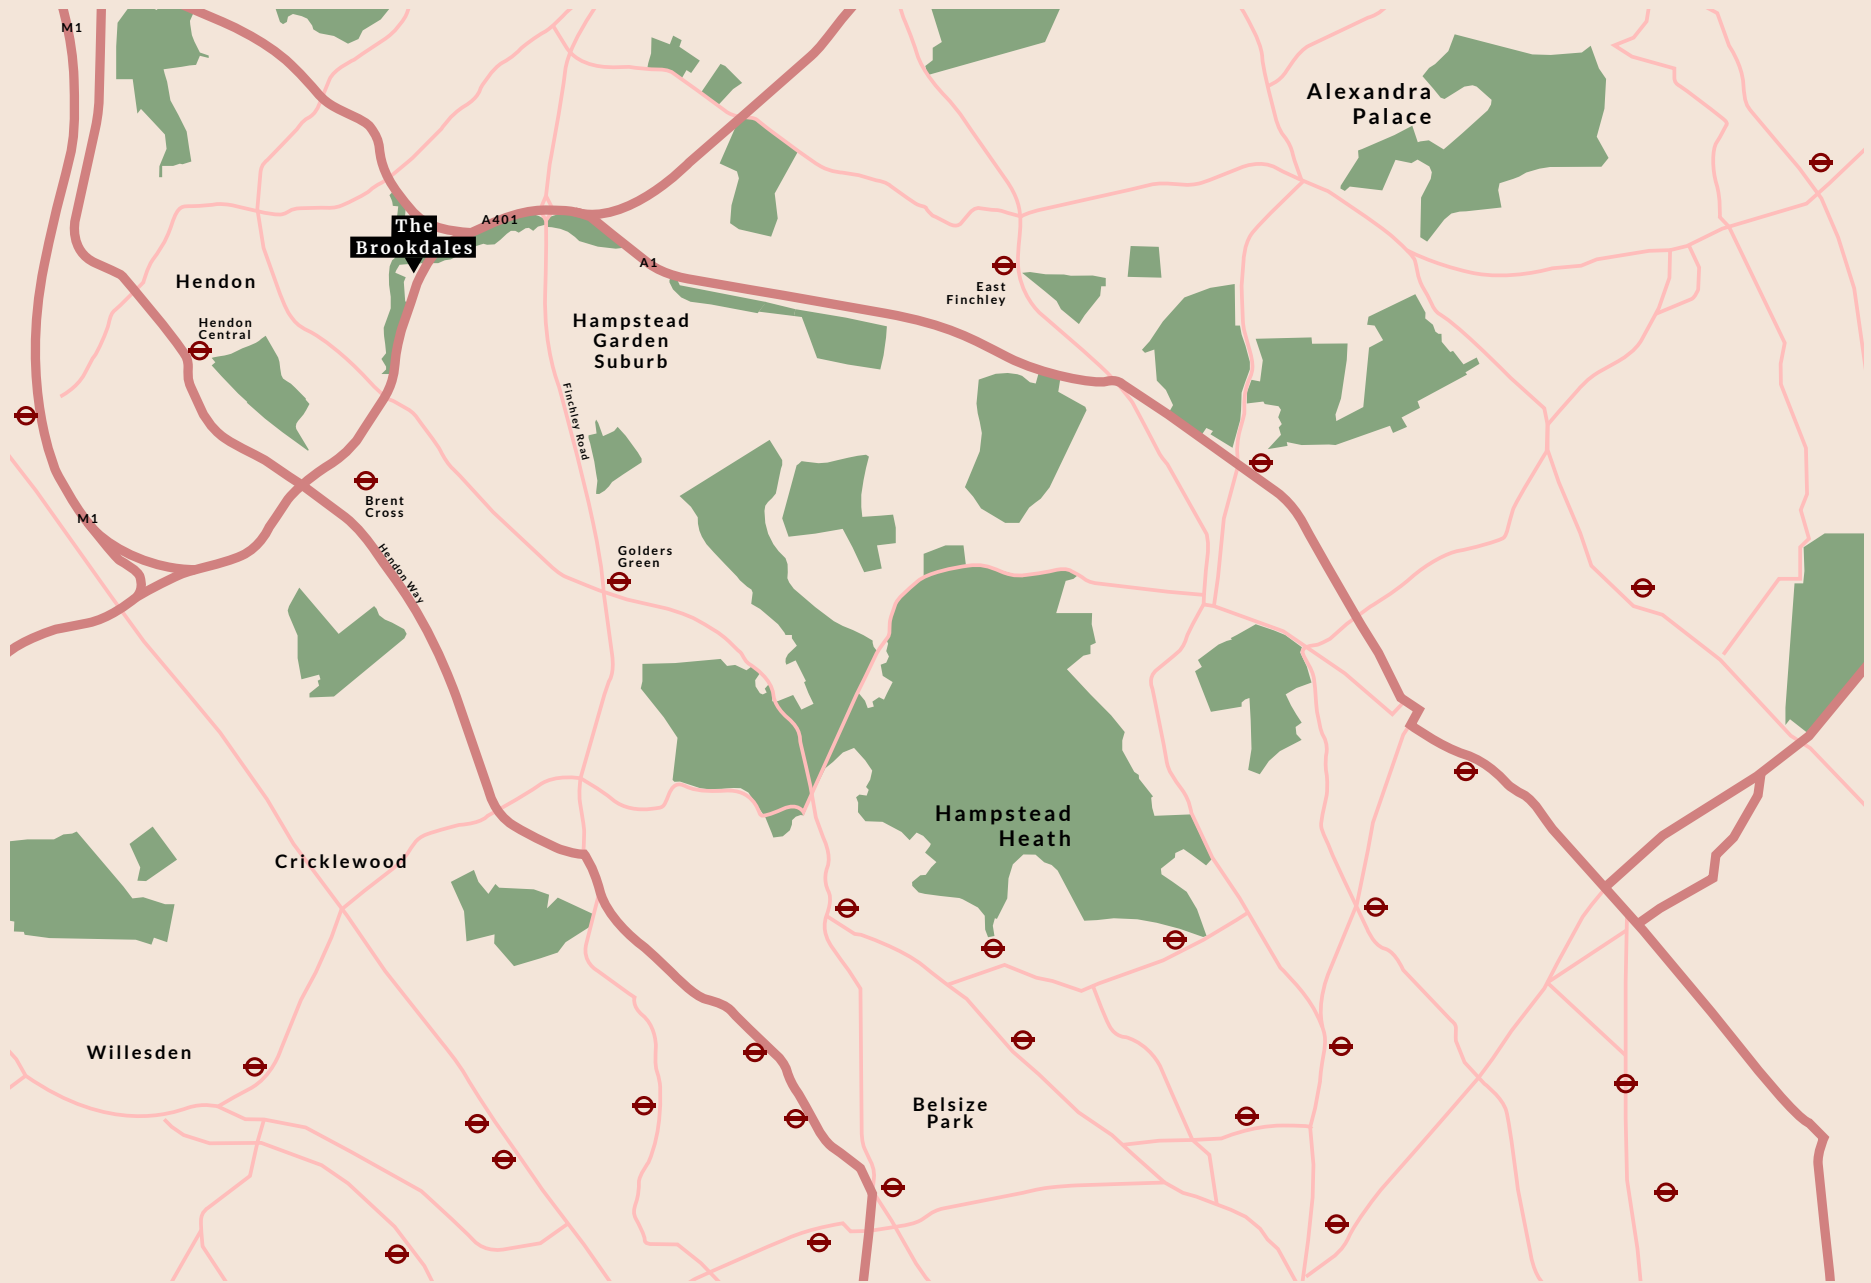 M1
Alexandra
Palace
A401
The
Brookdales
A1
Hendon
East
Finchley
Hampstead
Garden
Suburb
Hendon
Central
Finchley Road
Brent
Cross
M1
Hendon Way
Golders
Green
Hampstead
Heath
Cricklewood
Willesden
Belsize
Park